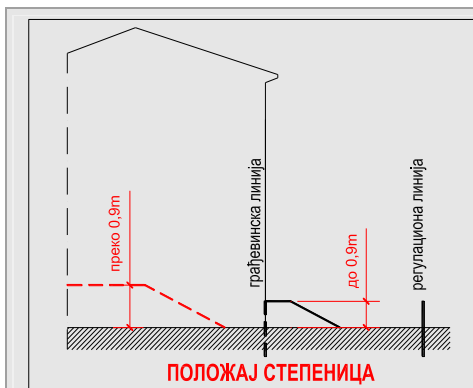 преко 0,9m
грађевинска линија
до 0,9m
регулациона линија
ПОЛОЖАЈ СТЕПЕНИЦА